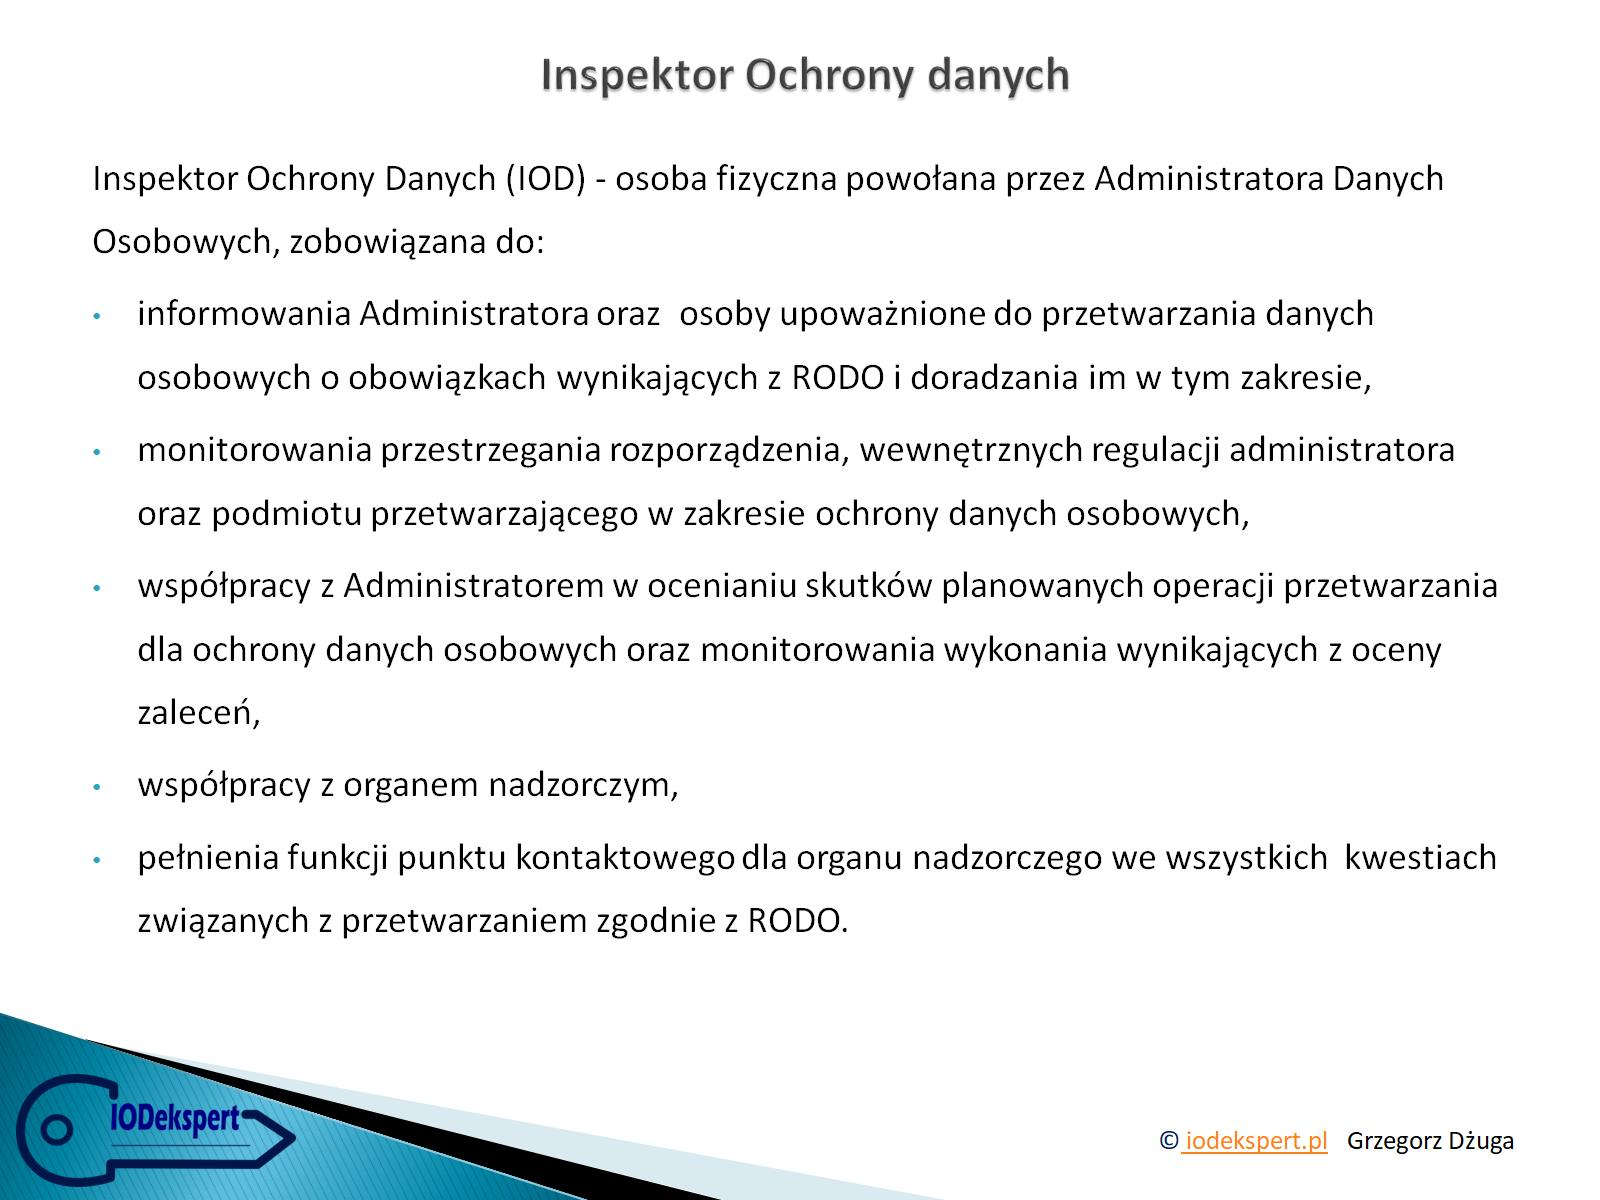 Inspektor Ochrony danych
Inspektor Ochrony Danych (IOD) - osoba fizyczna powołana przez Administratora Danych
Osobowych, zobowiązana do:
• informowania Administratora oraz  osoby upoważnione do przetwarzania danych
osobowych o obowiązkach wynikających z RODO i doradzania im w tym zakresie,
• monitorowania przestrzegania rozporządzenia, wewnętrznych regulacji administratora
oraz podmiotu przetwarzającego w zakresie ochrony danych osobowych,
• współpracy z Administratorem w ocenianiu skutków planowanych operacji przetwarzania
dla ochrony danych osobowych oraz monitorowania wykonania wynikających z oceny
zaleceń,
• współpracy z organem nadzorczym,
• pełnienia funkcji punktu kontaktowego dla organu nadzorczego we wszystkich  kwestiach
związanych z przetwarzaniem zgodnie z RODO.
IODekspert
© iodekspert.pl   Grzegorz Dżuga